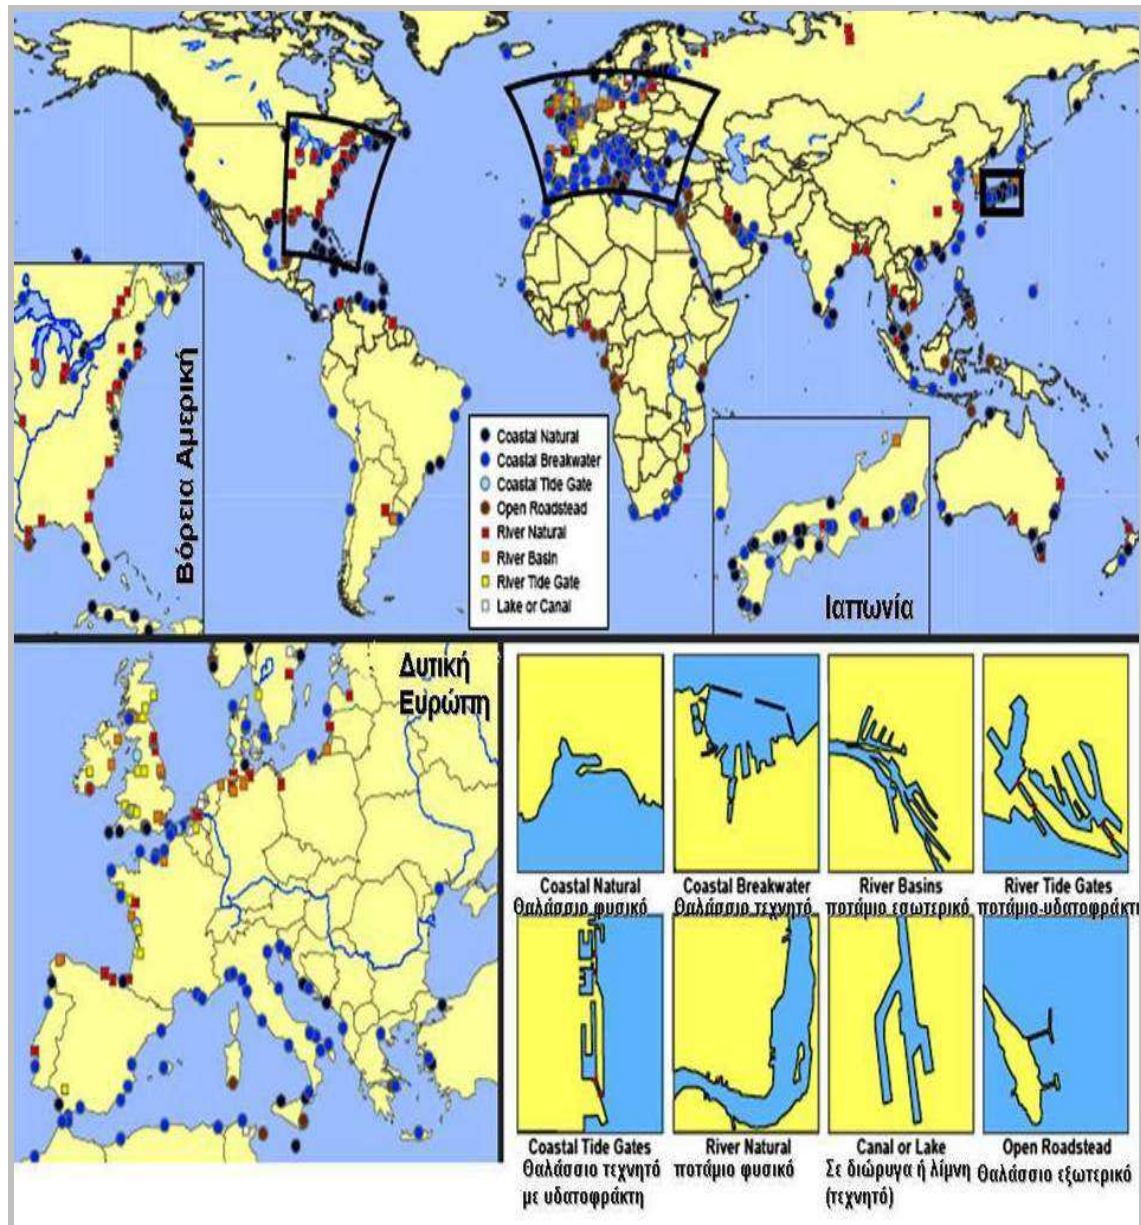 Βόρεια Αμερική
Coastal Natural
Coastal Breakwater
Coastal Tide Gate
Open Roadstead
River Natural
River Basin
River Tide Gate
Lake or Canal
Ιαπωνία
Δυτική
Ευρώπη
Coastal Natural
Θαλάσσιο φυσικό
Coastal Breakwater
Θαλάσσιο τεχνητό
River Basins
ποτάμιο εσωτερικό
River Tide Gates
ποτάμιο-υδατοφράκτι
Coastal Tide Gates
Θαλάσσιο τεχνητό
με υδατοφράκτη
River Natural
ποτάμιο φυσικό
Canal or Lake
Σε διώρυγα ή λίμνη
(τεχνητό)
Open Roadstead
Θαλάσσιο εξωτερικό